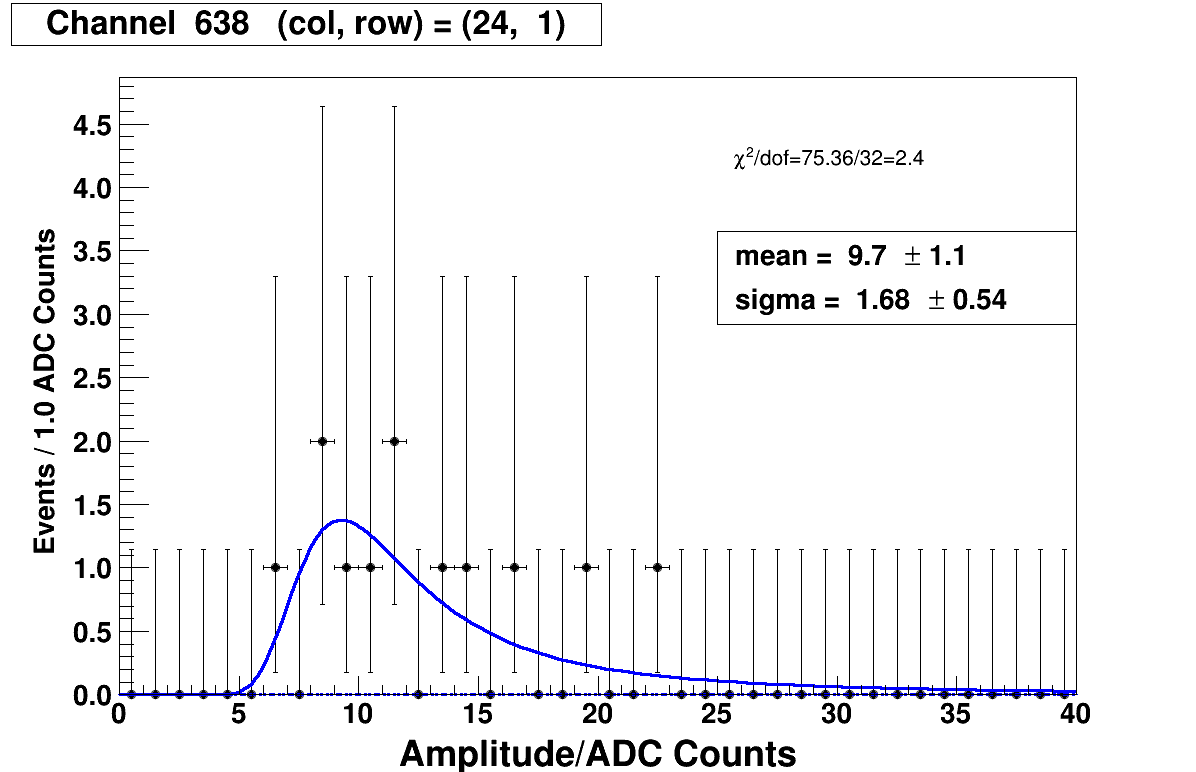 Channel 638 (col, row) = (24, 1)
χ²/dof=75.36/32=2.4
mean = 9.7 ± 1.1
sigma = 1.68 ± 0.54
Events / 1.0 ADC Counts
4.5
4.0
3.5
3.0
2.5
2.0
1.5
1.0
0.5
0.0
0 5 10 15 20 25 30 35 40
Amplitude/ADC Counts